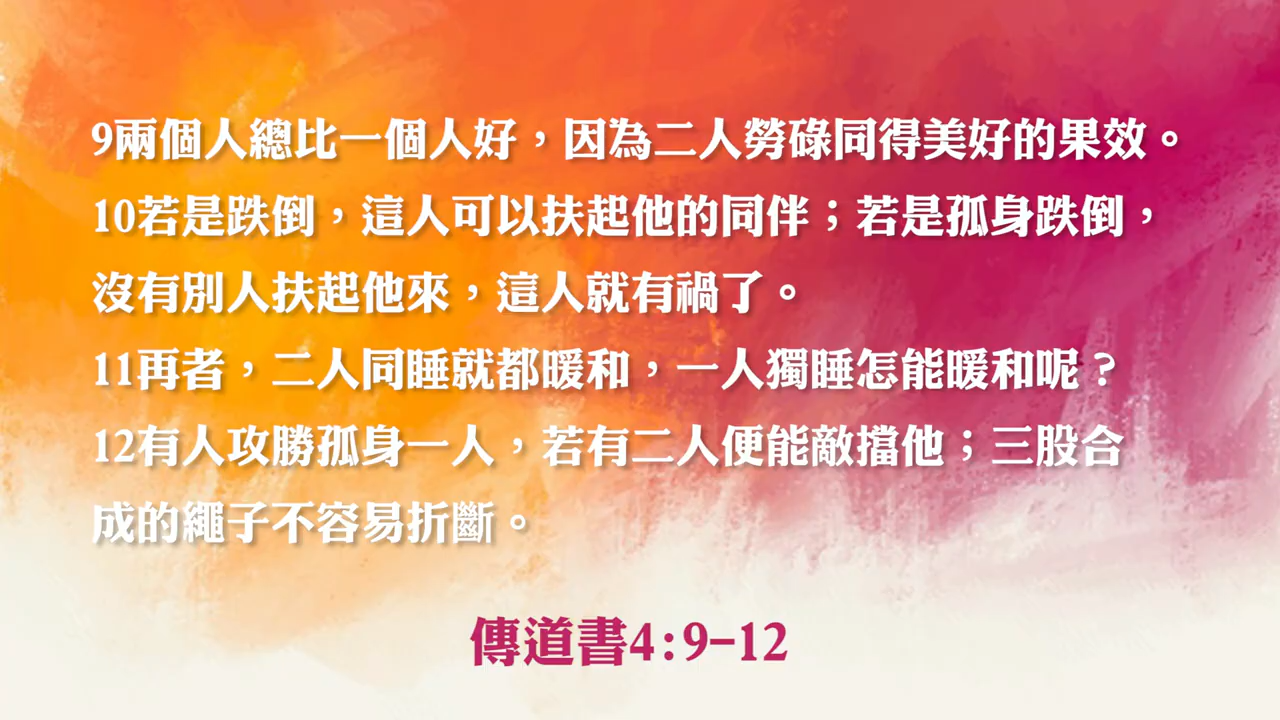 9兩個人總比一個人好，因為二人勞碌同得美好的果效。
10若是跌倒，這人可以扶起他的同伴；若是孤身跌倒，
沒有別人扶起他來，這人就有禍了。
11再者，二人同睡就都暖和，一人獨睡怎能暖和呢？
12有人攻勝孤身一人，若有二人便能敵擋他；三股合
成的繩子不容易折斷。
傳道書4:9-12